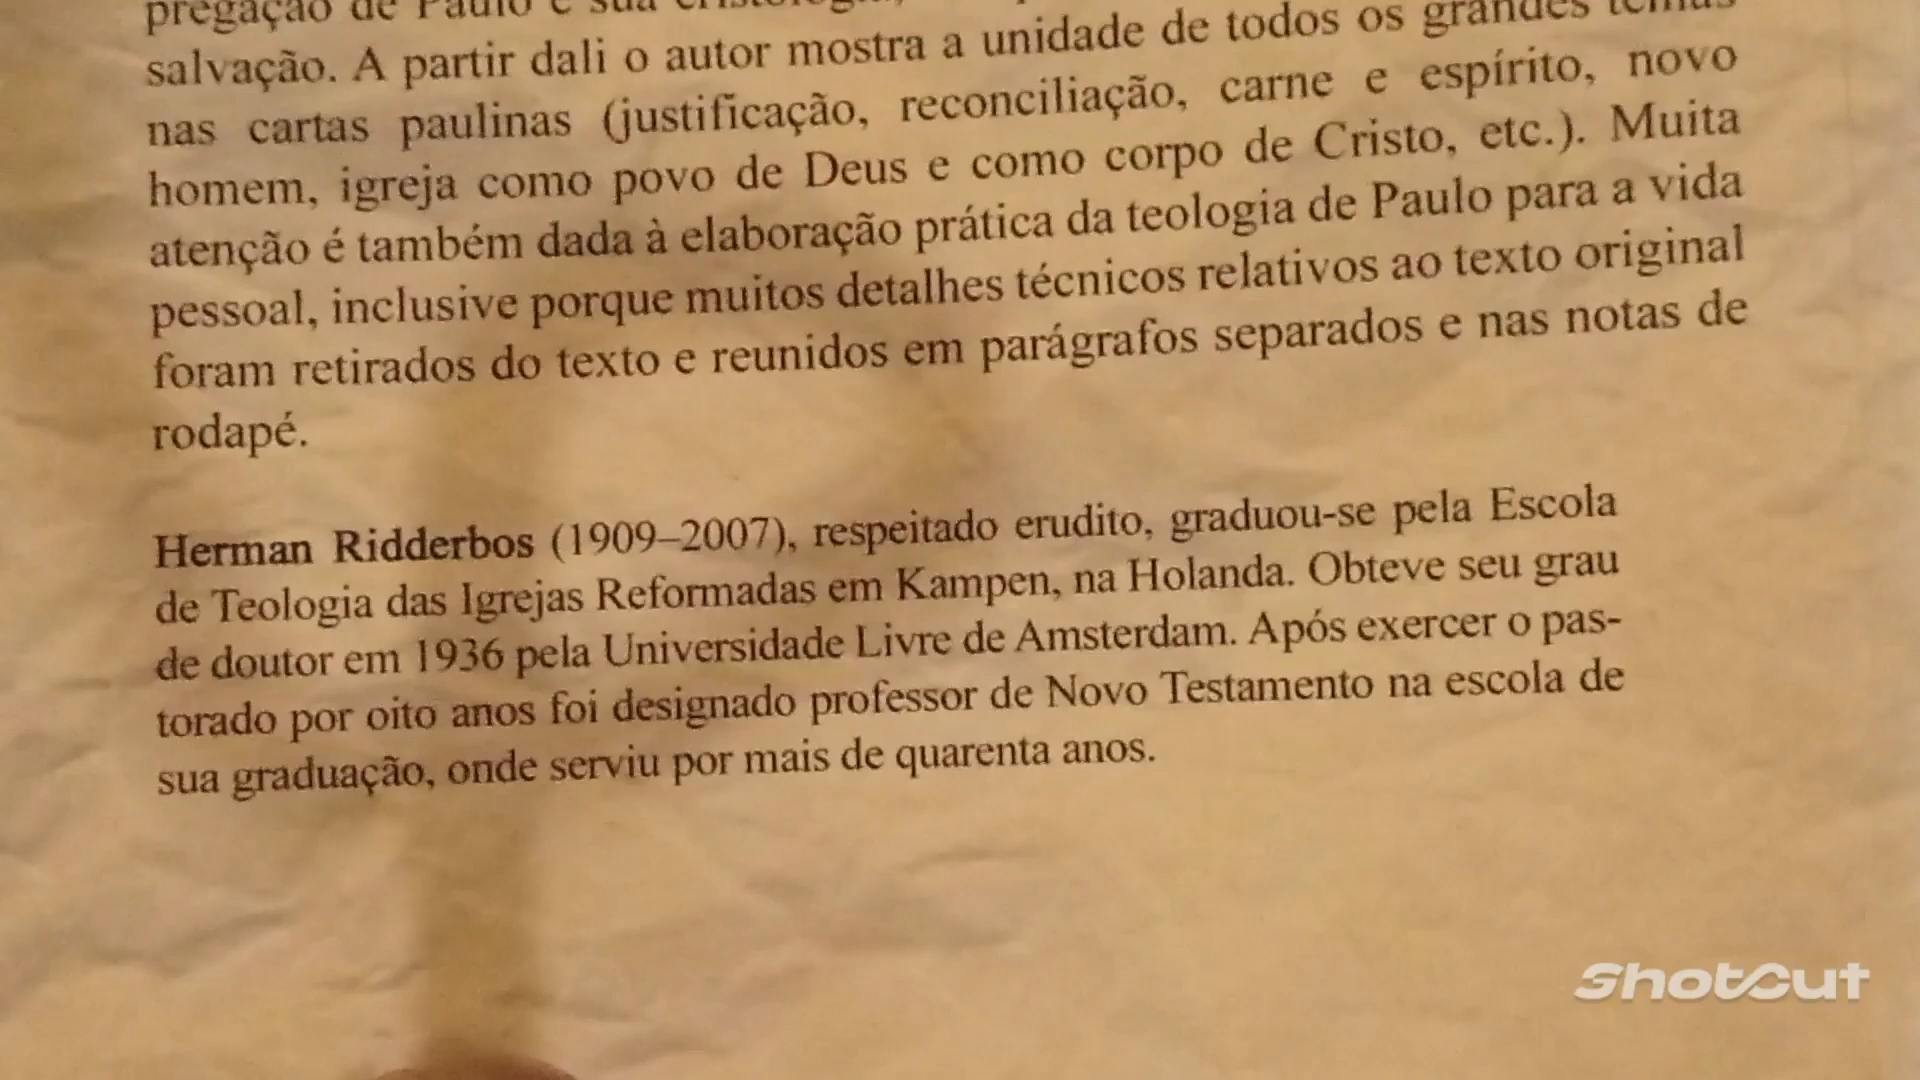 pregação de Paulo e sua cristologia,
salvação. A partir dali o autor mostra a unidade de todos os grandes temas
nas cartas paulinas (justificação, reconciliação, carne e espírito, novo
homem, igreja como povo de Deus e como corpo de Cristo, etc.). Muita
atenção é também dada à elaboração prática da teologia de Paulo para a vida
pessoal, inclusive porque muitos detalhes técnicos relativos ao texto original
foram retirados do texto e reunidos em parágrafos separados e nas notas de
rodapé.
Herman Ridderbos (1909–2007), respeitado erudito, graduou-se pela Escola
de Teologia das Igrejas Reformadas em Kampen, na Holanda. Obteve seu grau
de doutor em 1936 pela Universidade Livre de Amsterdam. Após exercer o pas-
torado por oito anos foi designado professor de Novo Testamento na escola de
sua graduação, onde serviu por mais de quarenta anos.
ShotCut